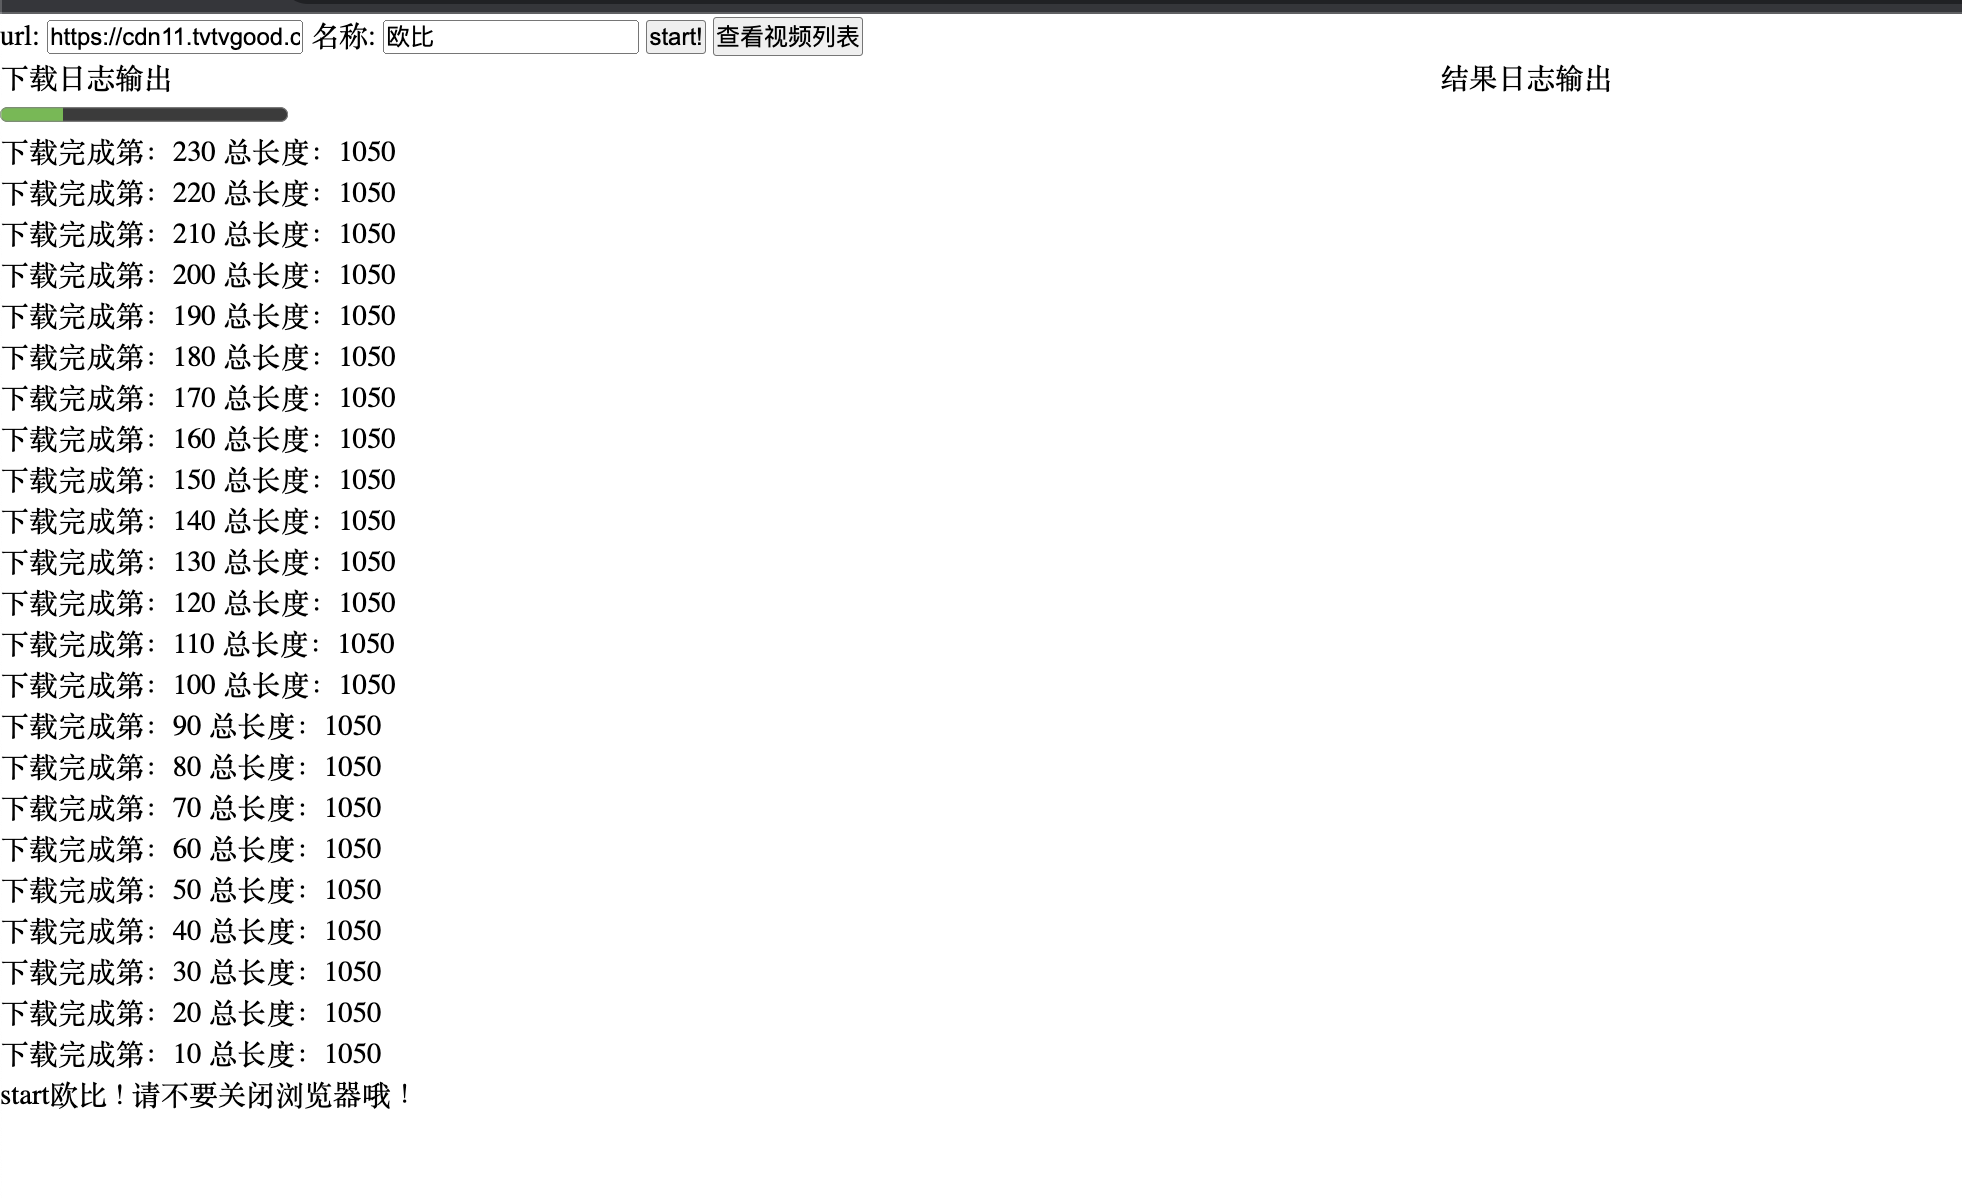 url: https://cdn11.tvtvgood.c 名称: 欧比 start! 查看视频列表
下载日志输出 结果日志输出
下载完成第：230 总长度：1050
下载完成第：220 总长度：1050
下载完成第：210 总长度：1050
下载完成第：200 总长度：1050
下载完成第：190 总长度：1050
下载完成第：180 总长度：1050
下载完成第：170 总长度：1050
下载完成第：160 总长度：1050
下载完成第：150 总长度：1050
下载完成第：140 总长度：1050
下载完成第：130 总长度：1050
下载完成第：120 总长度：1050
下载完成第：110 总长度：1050
下载完成第：100 总长度：1050
下载完成第：90 总长度：1050
下载完成第：80 总长度：1050
下载完成第：70 总长度：1050
下载完成第：60 总长度：1050
下载完成第：50 总长度：1050
下载完成第：40 总长度：1050
下载完成第：30 总长度：1050
下载完成第：20 总长度：1050
下载完成第：10 总长度：1050
start欧比！请不要关闭浏览器哦！